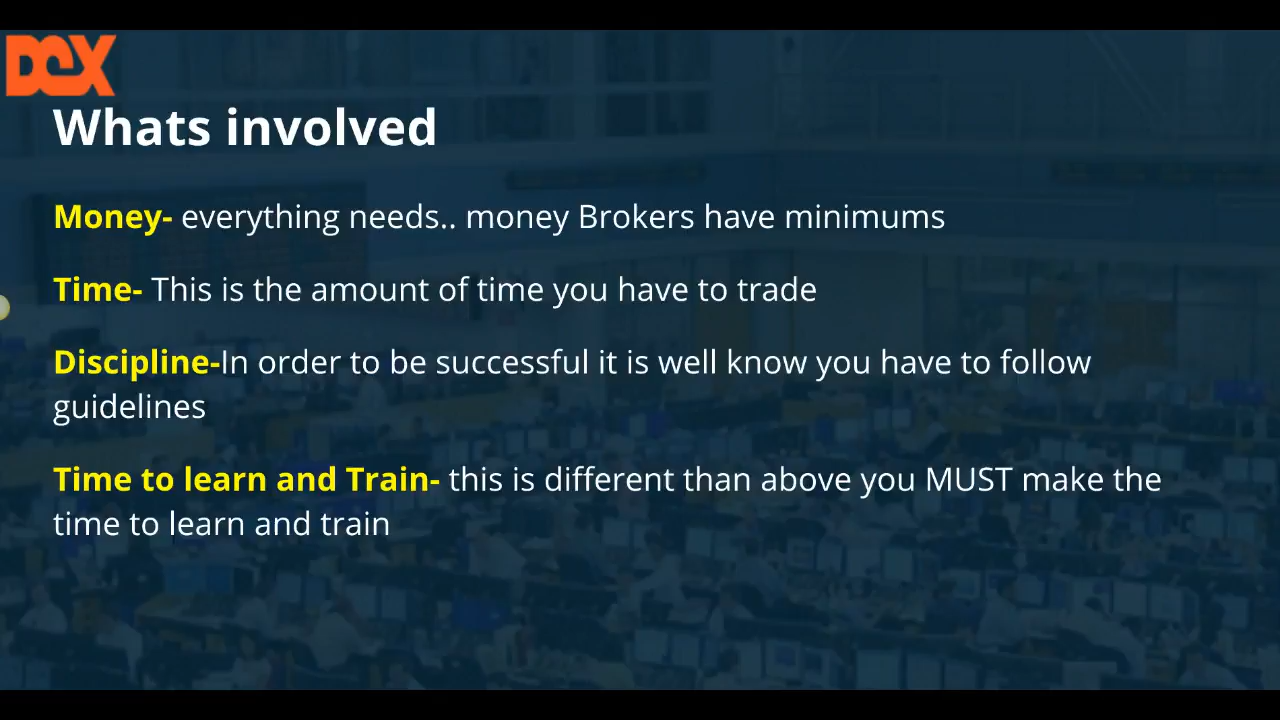 DEX
Whats involved
Money- everything needs.. money Brokers have minimums
Time- This is the amount of time you have to trade
Discipline-In order to be successful it is well know you have to follow
guidelines
Time to learn and Train- this is different than above you MUST make the
time to learn and train